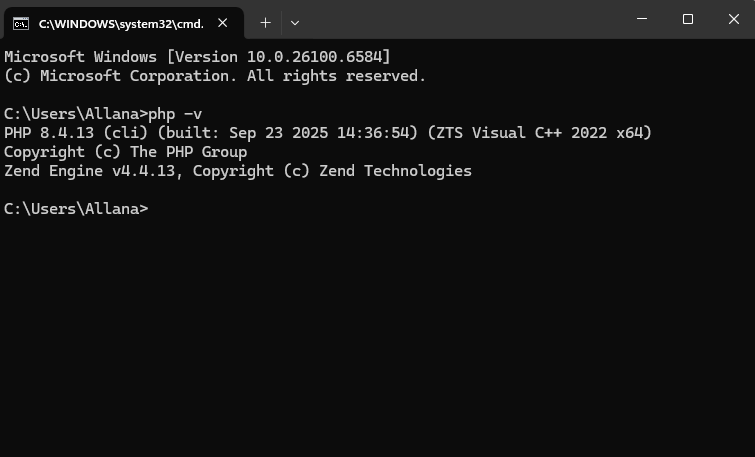 C:\WINDOWS\system32\cmd.
Microsoft Windows [Version 10.0.26100.6584]
(c) Microsoft Corporation. All rights reserved.
C:\Users\Allana>php -v
PHP 8.4.13 (cli) (built: Sep 23 2025 14:36:54) (ZTS Visual C++ 2022 x64)
Copyright (c) The PHP Group
Zend Engine v4.4.13, Copyright (c) Zend Technologies
C:\Users\Allana>